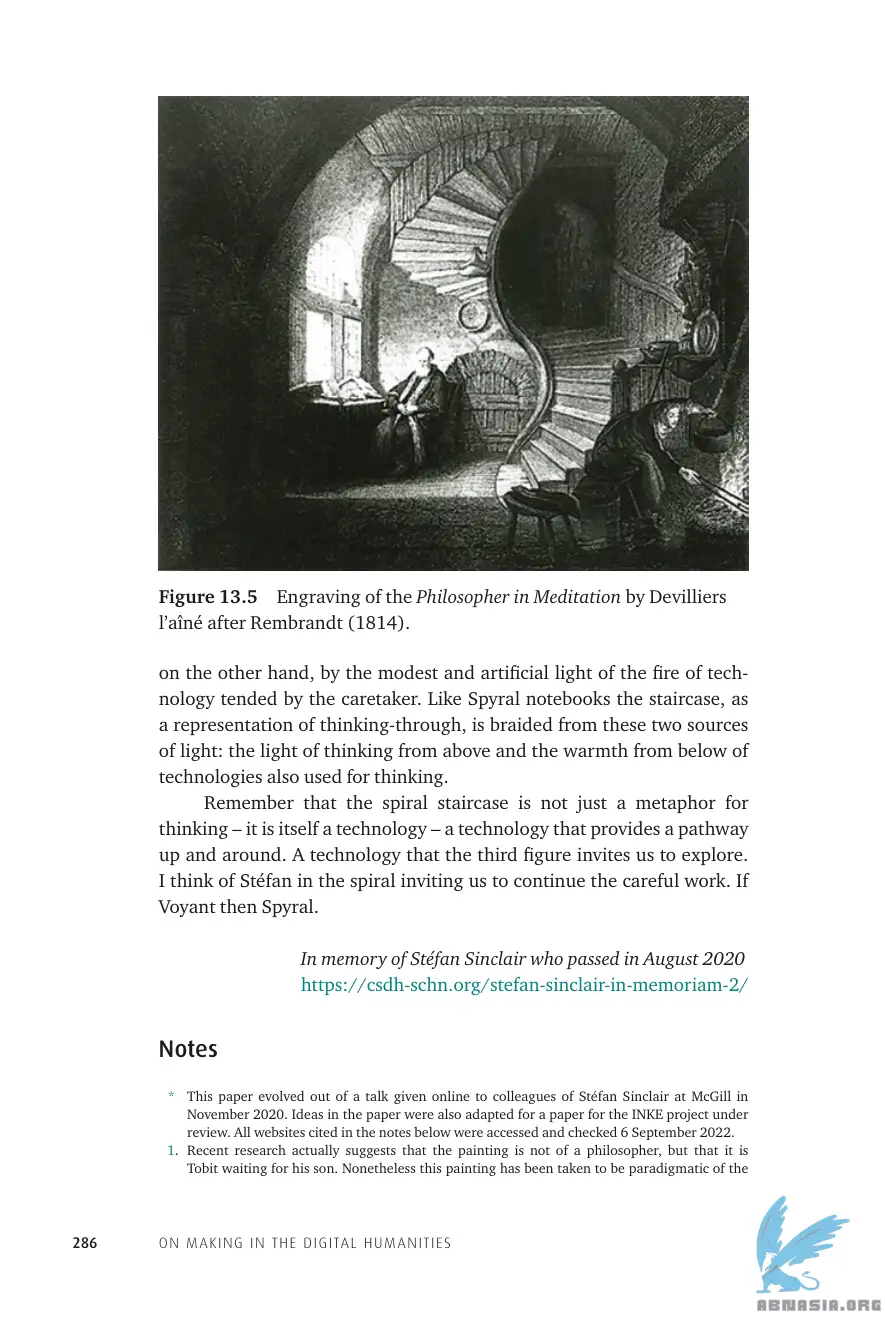 Figure 13.5 Engraving of the Philosopher in Meditation by Devilliers
l’aîné after Rembrandt (1814).
on the other hand, by the modest and artificial light of the fire of tech-
nology tended by the caretaker. Like Spyral notebooks the staircase, as
a representation of thinking-through, is braided from these two sources
of light: the light of thinking from above and the warmth from below of
technologies also used for thinking.
Remember that the spiral staircase is not just a metaphor for
thinking – it is itself a technology – a technology that provides a pathway
up and around. A technology that the third figure invites us to explore.
I think of Stéfan in the spiral inviting us to continue the careful work. If
Voyant then Spyral.
In memory of Stéfan Sinclair who passed in August 2020
https://csdh-schn.org/stefan-sinclair-in-memoriam-2/
Notes
* This paper evolved out of a talk given online to colleagues of Stéfan Sinclair at McGill in
November 2020. Ideas in the paper were also adapted for a paper for the INKE project under
review. All websites cited in the notes below were accessed and checked 6 September 2022.
1. Recent research actually suggests that the painting is not of a philosopher, but that it is
Tobit waiting for his son. Nonetheless this painting has been taken to be paradigmatic of the
286 ON MAKING IN THE DIGITAL HUMANITIES
ABNASIA.ORG